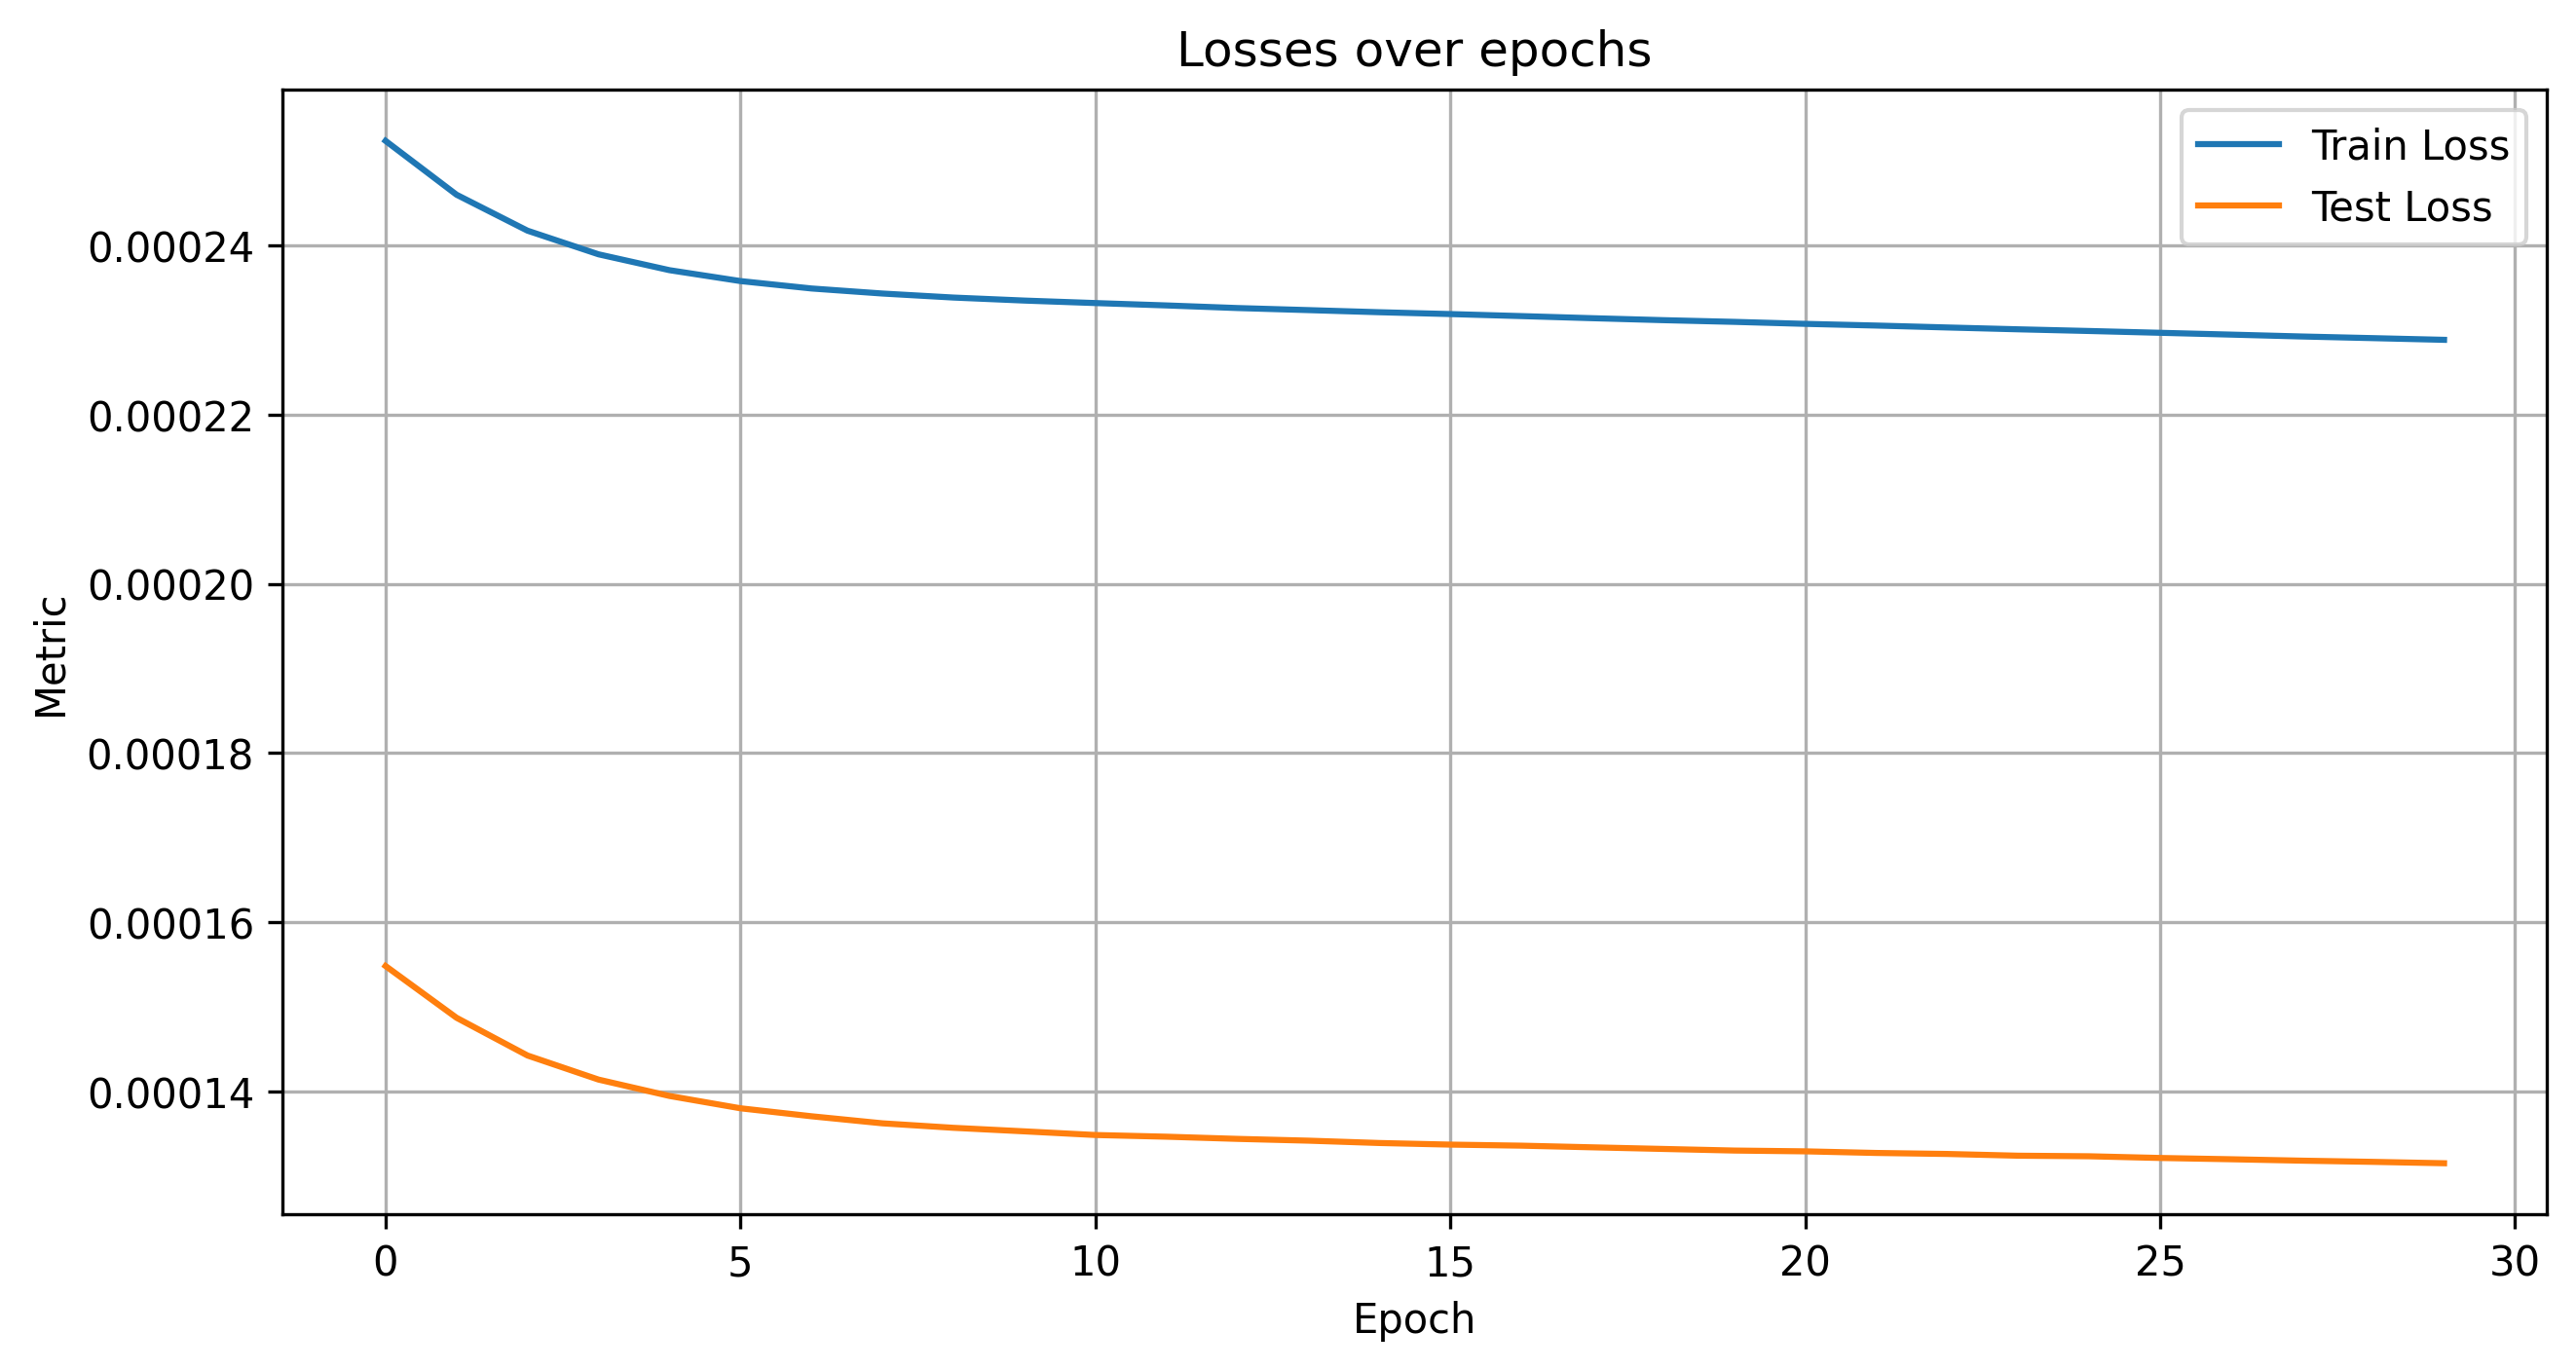 Losses over epochs
Train Loss
Test Loss
0.00024
0.00022
0.00020
0.00018
0.00016
0.00014
Metric
0 5 10 15 20 25 30
Epoch